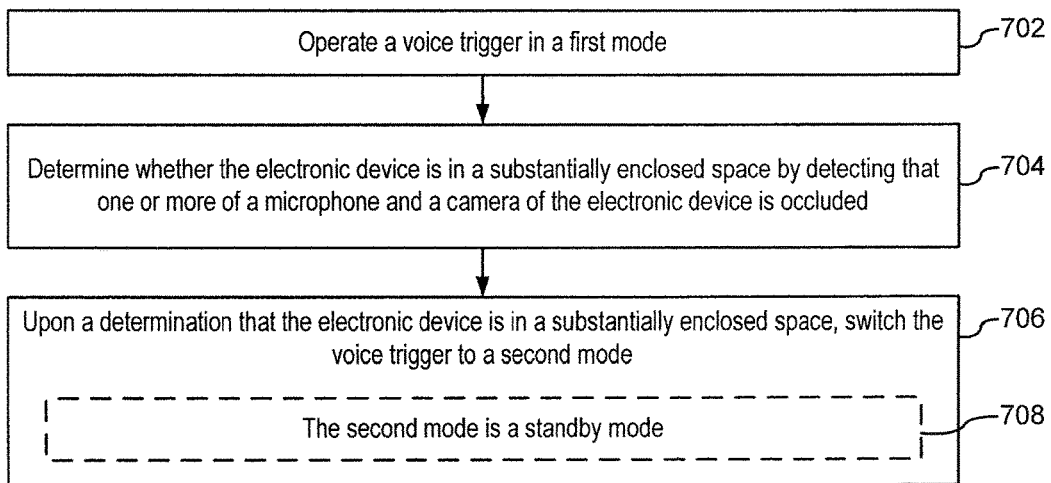 Operate a voice trigger in a first mode
702
Determine whether the electronic device is in a substantially enclosed space by detecting that
one or more of a microphone and a camera of the electronic device is occluded
704
Upon a determination that the electronic device is in a substantially enclosed space, switch the
voice trigger to a second mode
706
The second mode is a standby mode
708